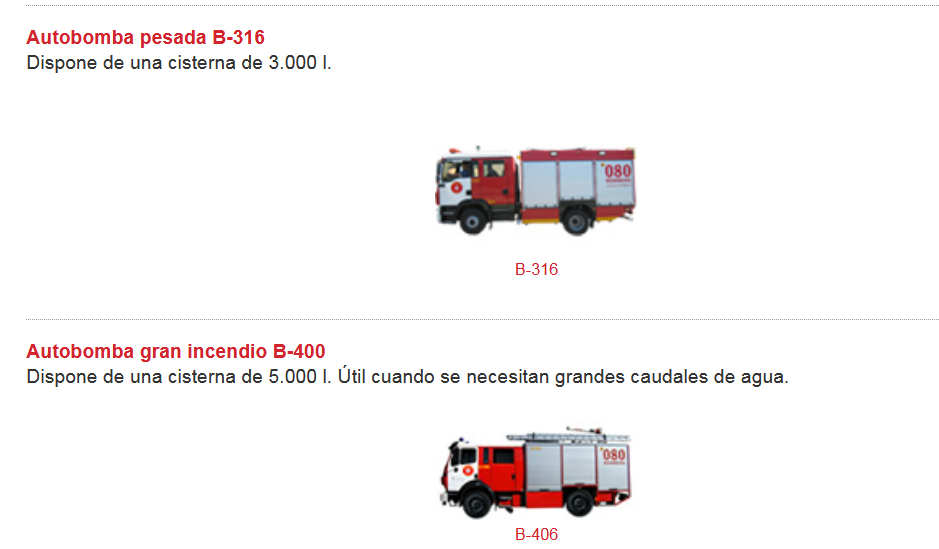 Autobomba pesada B-316
Dispone de una cisterna de 3.000 l.
080
B-316
Autobomba gran incendio B-400
Dispone de una cisterna de 5.000 l. Útil cuando se necesitan grandes caudales de agua.
080
B-406